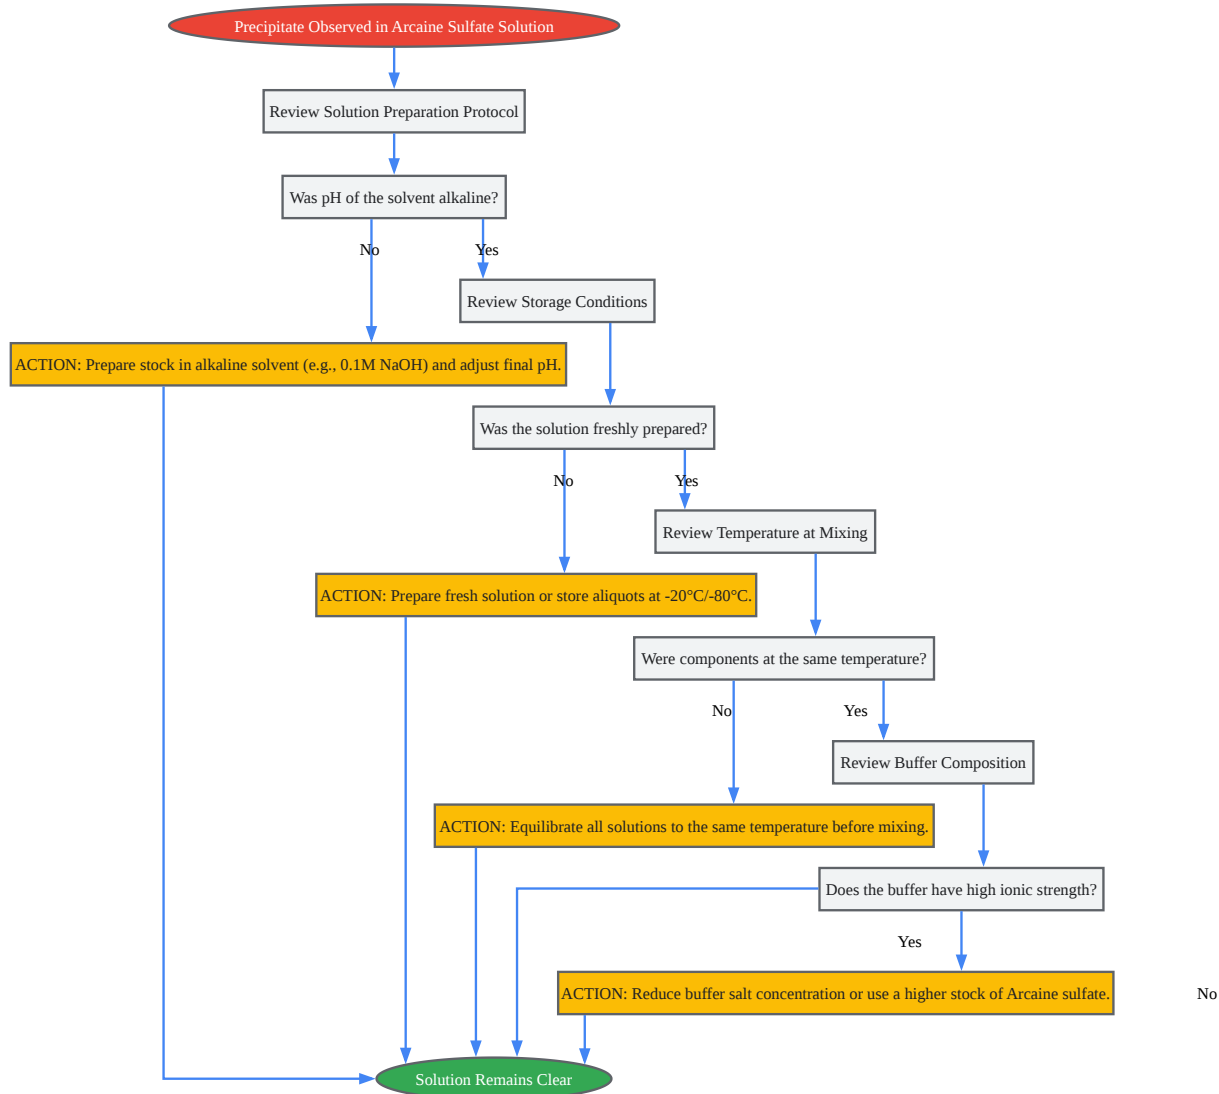 Precipitate Observed in Arcaine Sulfate Solution
Review Solution Preparation Protocol
Was pH of the solvent alkaline?
No
Yes
Review Storage Conditions
ACTION: Prepare stock in alkaline solvent (e.g., 0.1M NaOH) and adjust final pH.
Was the solution freshly prepared?
No
Yes
Review Temperature at Mixing
ACTION: Prepare fresh solution or store aliquots at -20°C/-80°C.
Were components at the same temperature?
No
Yes
Review Buffer Composition
ACTION: Equilibrate all solutions to the same temperature before mixing.
Does the buffer have high ionic strength?
Yes
ACTION: Reduce buffer salt concentration or use a higher stock of Arcaine sulfate.
No
Solution Remains Clear